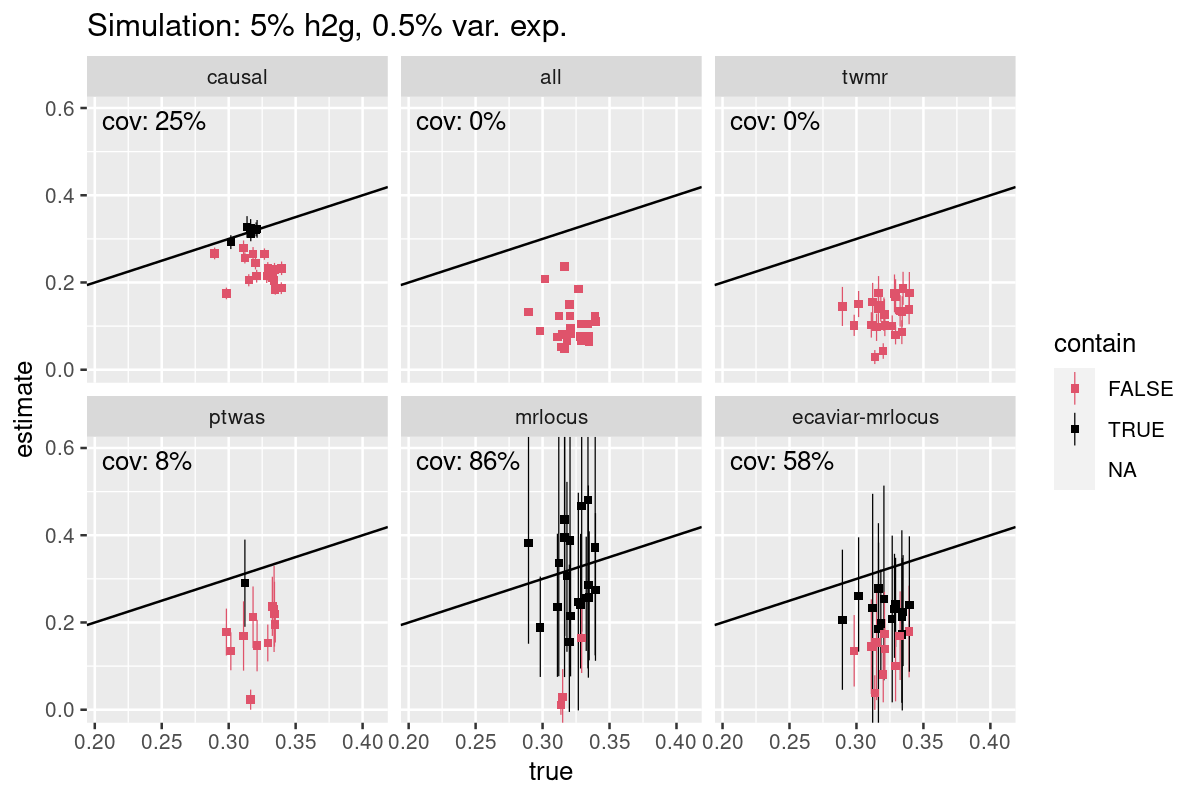 Simulation: 5% h2g, 0.5% var. exp.
causal
all
twmr
0.6
cov: 25%
cov: 0%
cov: 0%
0.4
0.2
0.0
estimate
contain
FALSE
TRUE
NA
ptwas
mrlocus
ecaviar-mrlocus
0.6
cov: 8%
cov: 86%
cov: 58%
0.4
0.2
0.0
0.20 0.25 0.30 0.35 0.40 0.20 0.25 0.30 0.35 0.40 0.20 0.25 0.30 0.35 0.40
true